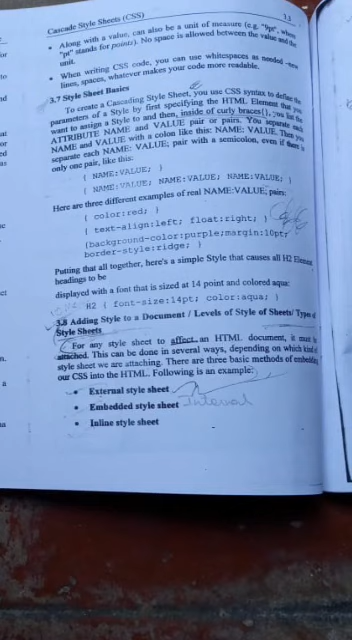 Cascade Style Sheets (CSS)
3.3
• Along with a value, can also be a unit of measure (e.g. "9pt", where
"pt" stands for points). No space is allowed between the value and the
unit.
• When writing CSS code, you can use whitespaces as needed -new
lines, spaces, whatever makes your code more readable.
3.7 Style Sheet Basics
To create a Cascading Style Sheet, you use CSS syntax to define the
parameters of a Style by first specifying the HTML Element that you
want to assign a Style to and then, inside of curly braces{}, you list the
ATTRIBUTE NAME and VALUE pair or pairs. You separate each
NAME and VALUE with a colon like this: NAME: VALUE. Then you
separate each NAME: VALUE; pair with a semicolon, even if there is
only one pair, like this:
{ NAME:VALUE; }
{ NAME:VALUE; NAME:VALUE; NAME:VALUE; }
Here are three different examples of real NAME:VALUE; pairs:
{ color:red; }
{ text-align:left; float:right; }
{background-color:purple;margin:10pt;
border-style:ridge; }
Putting that all together, here's a simple Style that causes all H2 Element
headings to be
displayed with a font that is sized at 14 point and colored aqua:
H2 { font-size:14pt; color:aqua; }
3.8 Adding Style to a Document / Levels of Style of Sheets/ Types of
Style Sheets
For any style sheet to affect an HTML document, it must be
attached. This can be done in several ways, depending on which kind of
style sheet we are attaching. There are three basic methods of embedding
our CSS into the HTML. Following is an example:
• External style sheet
• Embedded style sheet
• Inline style sheet